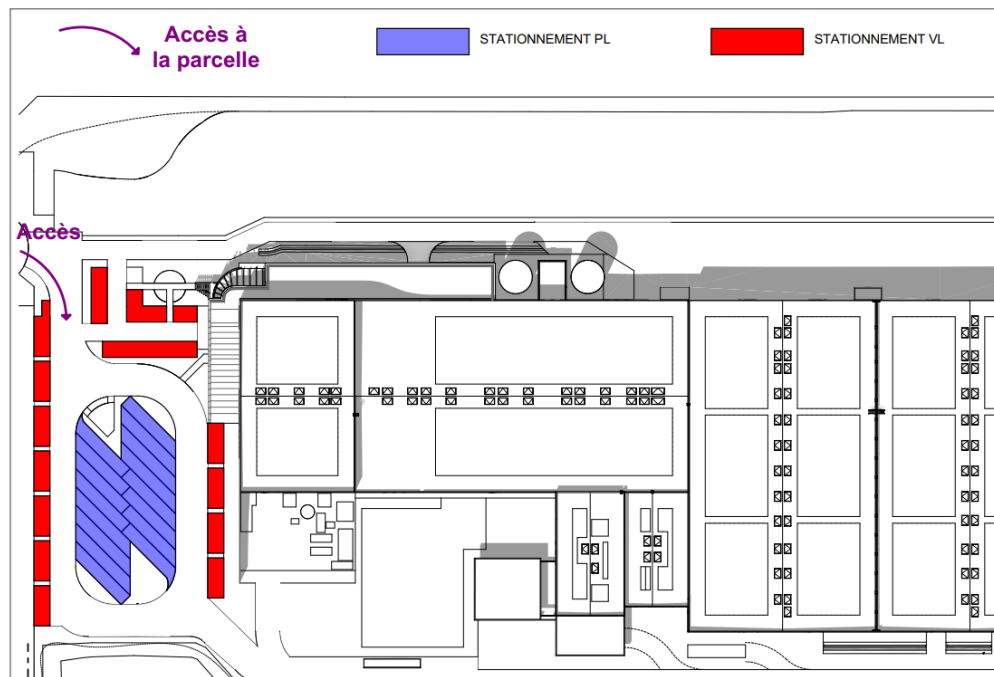 Accès à
la parcelle
STATIONNEMENT PL
STATIONNEMENT VL
Accès